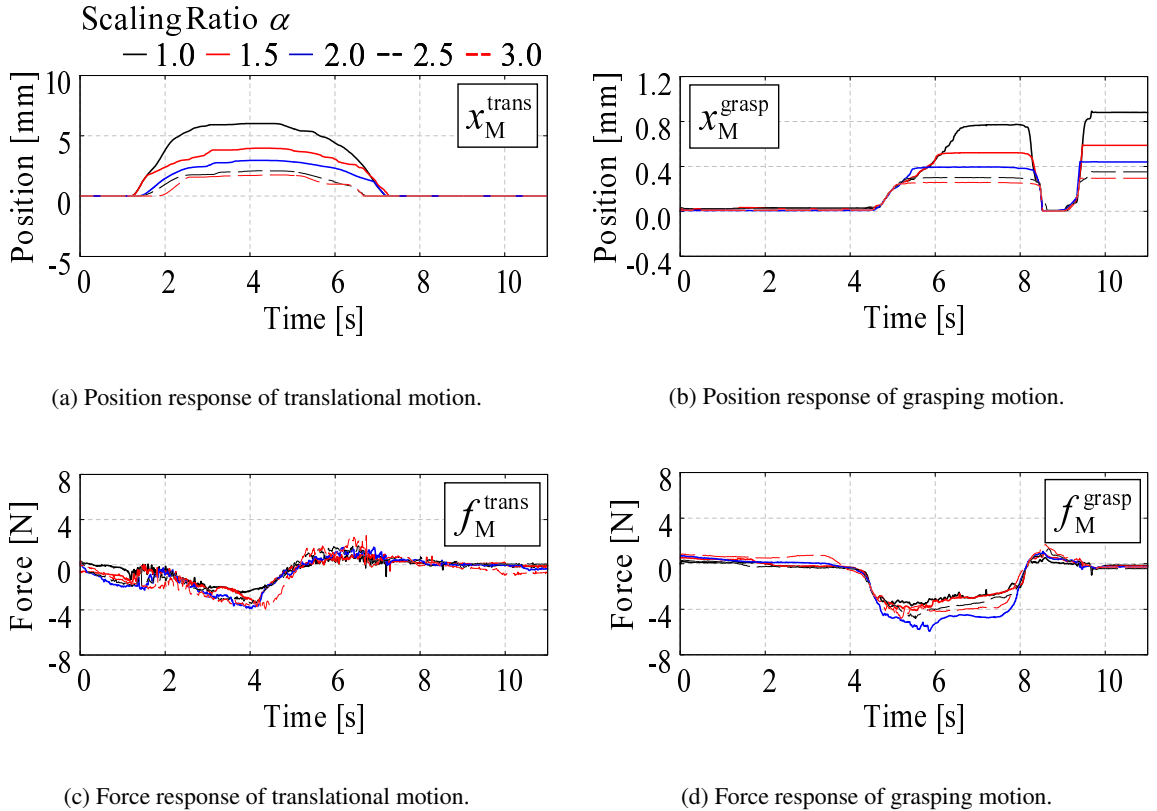 Scaling Ratio α
1.0 1.5 2.0 2.5 3.0
Position [mm]
10
5
0
-5
x_M^trans
0 2 4 6 8 10
Time [s]
(a) Position response of translational motion.
Position [mm]
1.2
0.8
0.4
0.0
-0.4
x_M^grasp
0 2 4 6 8 10
Time [s]
(b) Position response of grasping motion.
Force [N]
8
4
0
-4
-8
f_M^trans
0 2 4 6 8 10
Time [s]
(c) Force response of translational motion.
Force [N]
8
4
0
-4
-8
f_M^grasp
0 2 4 6 8 10
Time [s]
(d) Force response of grasping motion.